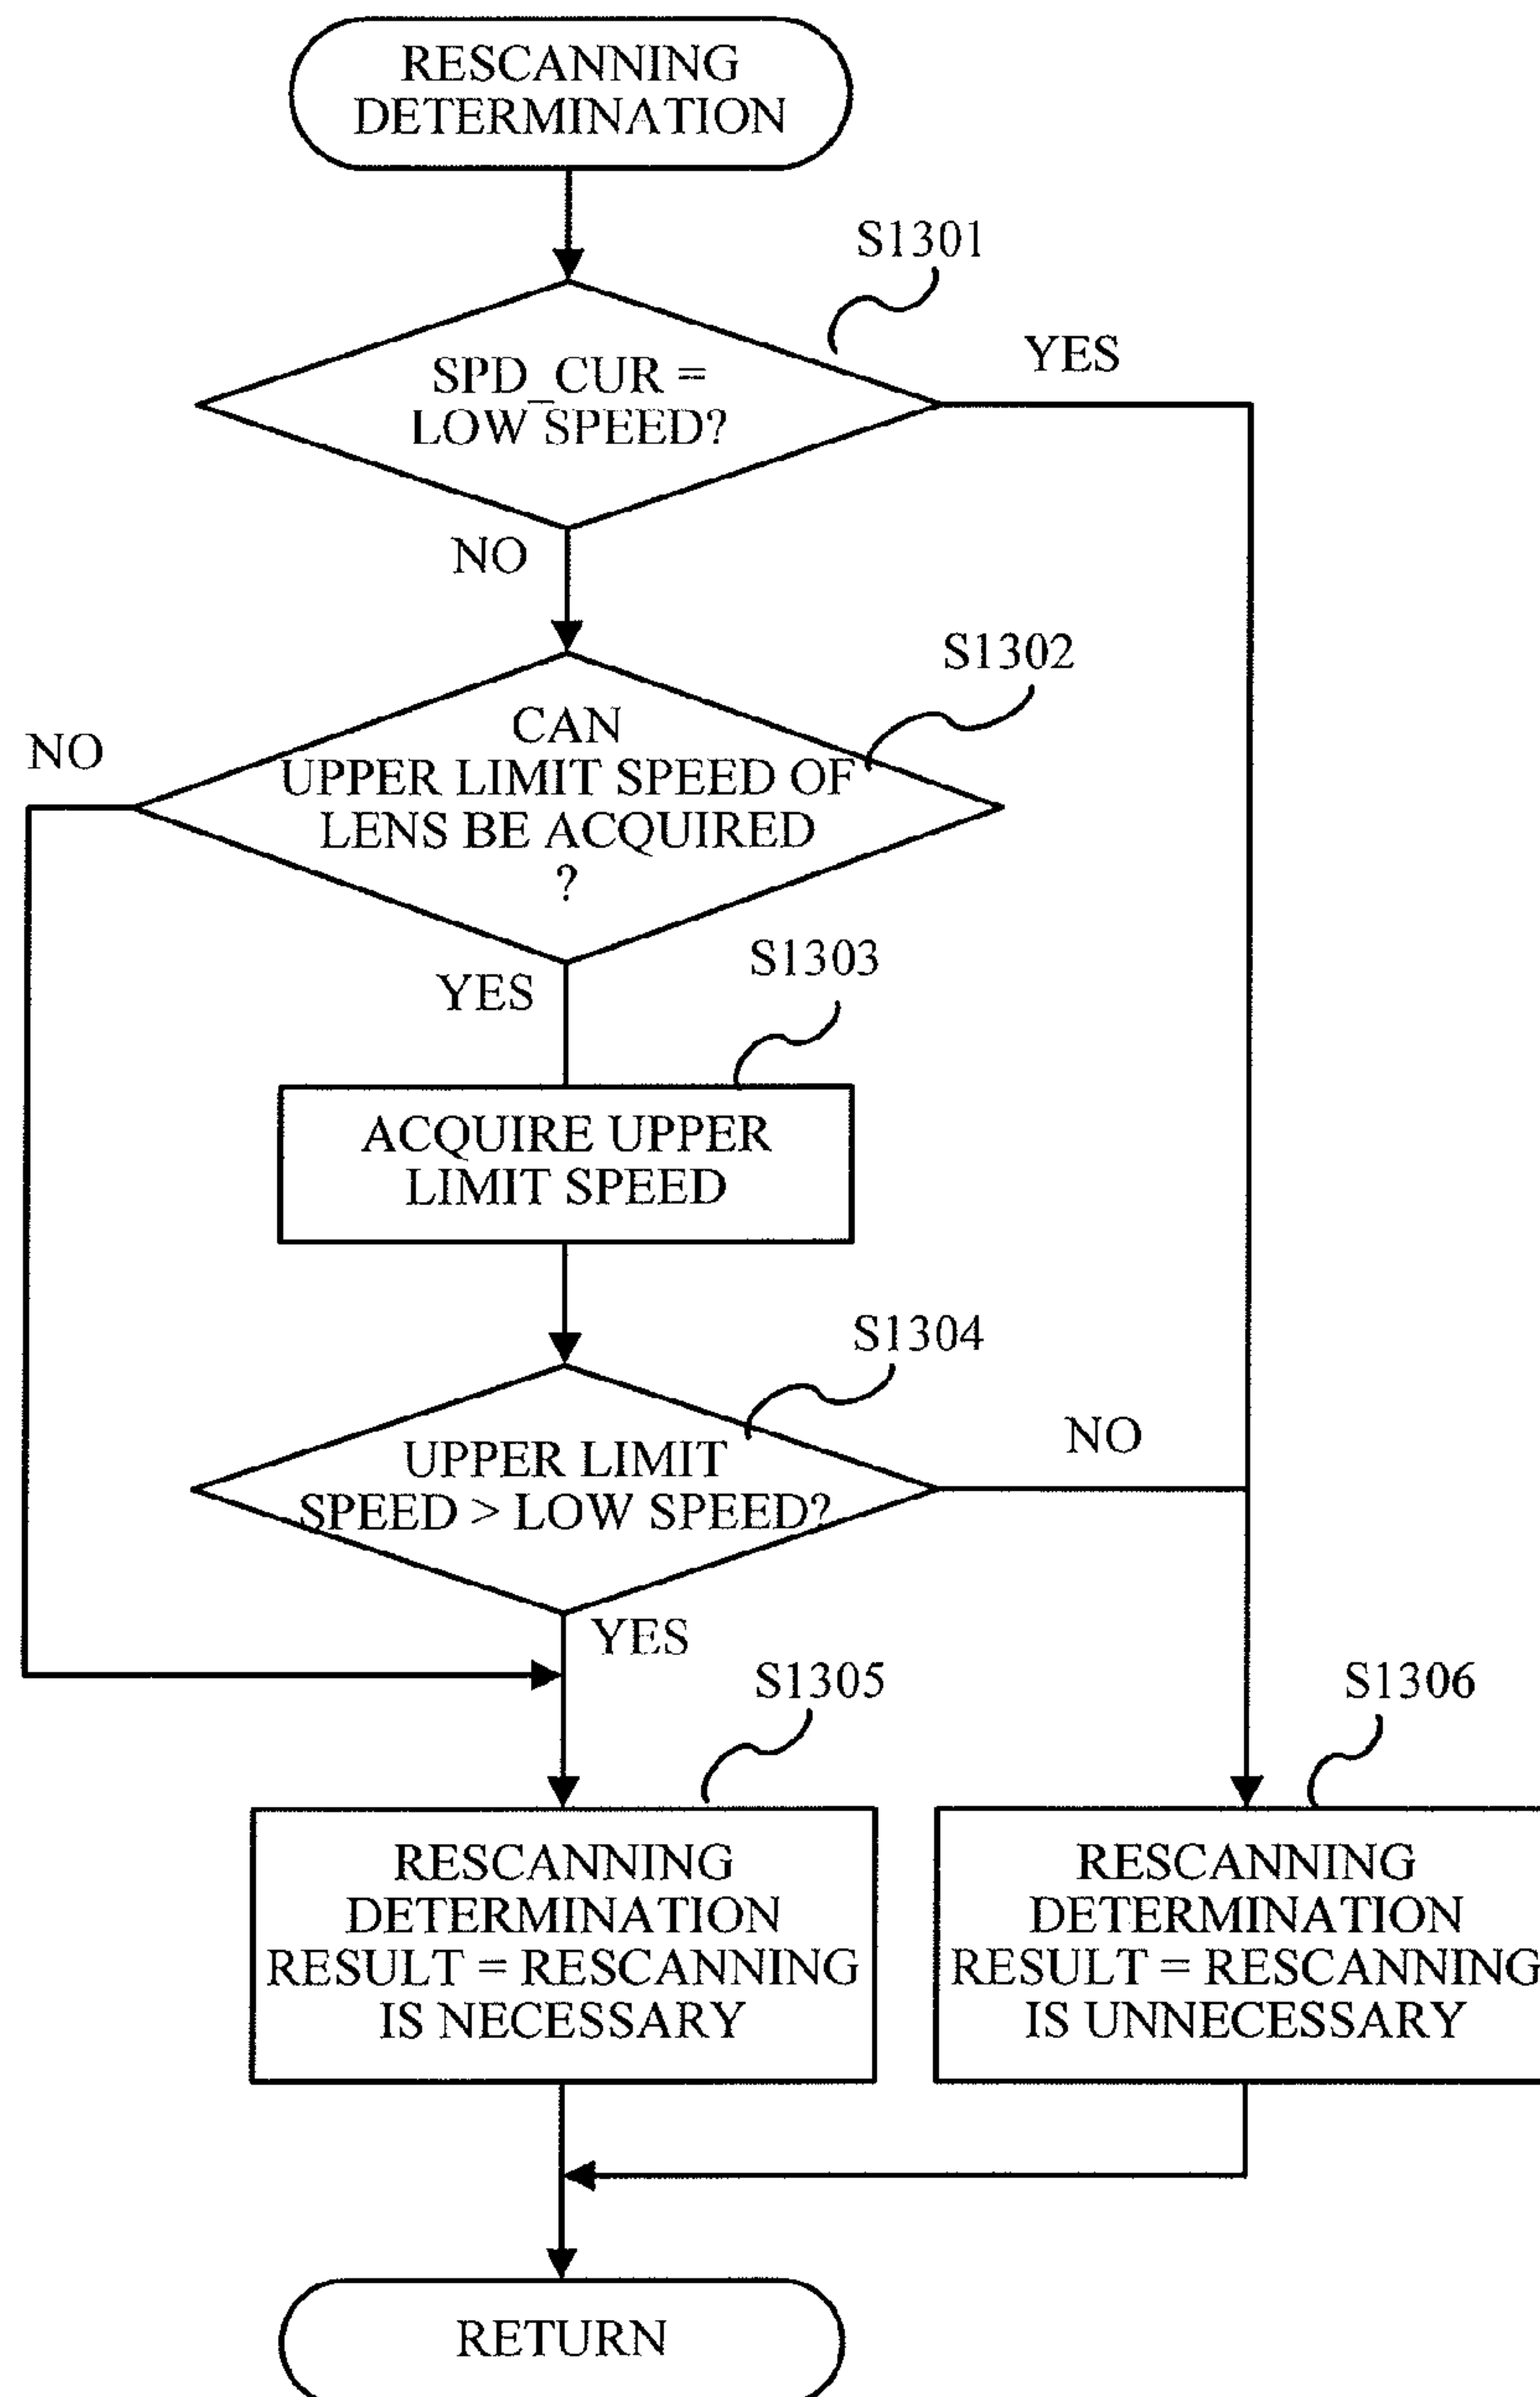 RESCANNING
DETERMINATION
S1301
SPD_CUR =
LOW SPEED?
YES
NO
S1302
CAN
UPPER LIMIT SPEED OF
LENS BE ACQUIRED
?
NO
YES
S1303
ACQUIRE UPPER
LIMIT SPEED
S1304
UPPER LIMIT
SPEED > LOW SPEED?
NO
YES
S1305
RESCANNING
DETERMINATION
RESULT = RESCANNING
IS NECESSARY
S1306
RESCANNING
DETERMINATION
RESULT = RESCANNING
IS UNNECESSARY
RETURN